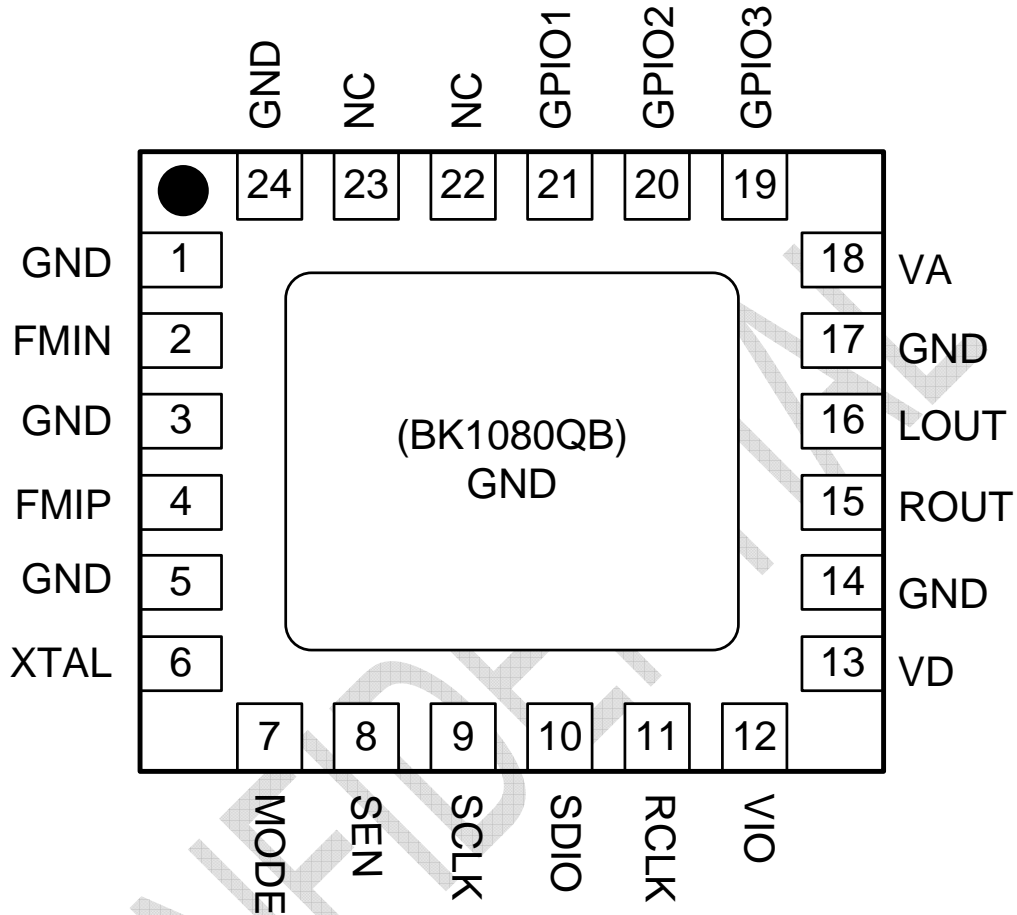 GND
NC
NC
GPIO1
GPIO2
GPIO3
24
23
22
21
20
19
GND 1
18 VA
FMIN 2
17 GND
GND 3
16 LOUT
(BK1080QB)
GND
FMIP 4
15 ROUT
GND 5
14 GND
XTAL 6
13 VD
7
8
9
10
11
12
MODE
SEN
SCLK
SDIO
RCLK
VIO